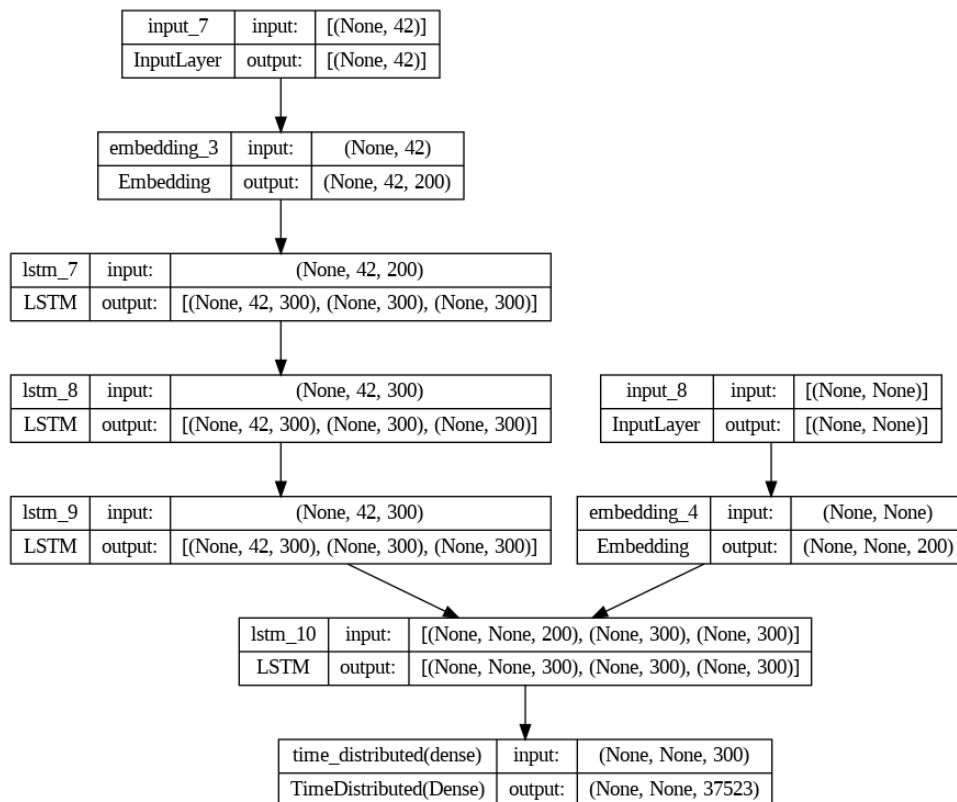 input_7 input: [(None, 42)]
InputLayer output: [(None, 42)]
embedding_3 input: (None, 42)
Embedding output: (None, 42, 200)
lstm_7 input: (None, 42, 200)
LSTM output: [(None, 42, 300), (None, 300), (None, 300)]
lstm_8 input: (None, 42, 300)
LSTM output: [(None, 42, 300), (None, 300), (None, 300)]
input_8 input: [(None, None)]
InputLayer output: [(None, None)]
lstm_9 input: (None, 42, 300)
LSTM output: [(None, 42, 300), (None, 300), (None, 300)]
embedding_4 input: (None, None)
Embedding output: (None, None, 200)
lstm_10 input: [(None, None, 200), (None, 300), (None, 300)]
LSTM output: [(None, None, 300), (None, 300), (None, 300)]
time_distributed(dense) input: (None, None, 300)
TimeDistributed(Dense) output: (None, None, 37523)